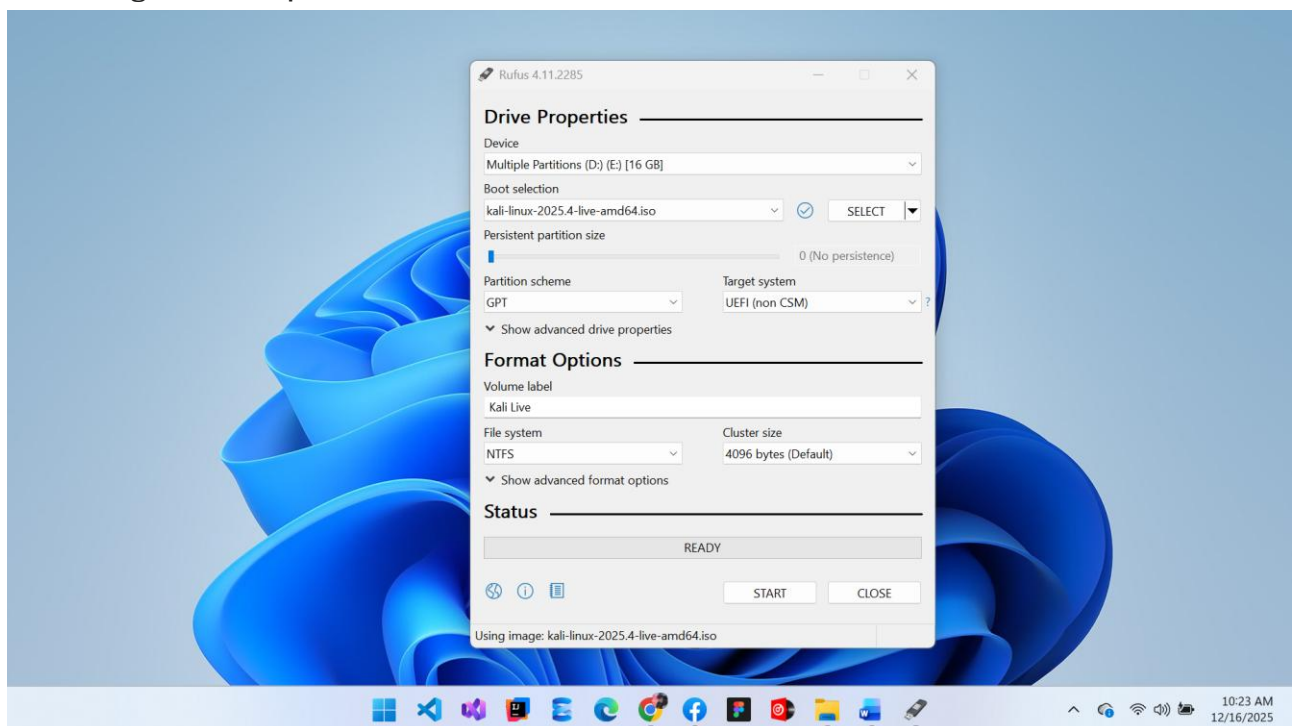 Rufus 4.11.2285
Drive Properties
Device
Multiple Partitions (D:) (E:) [16 GB]
Boot selection
kali-linux-2025.4-live-amd64.iso SELECT
Persistent partition size
0 (No persistence)
Partition scheme Target system
GPT UEFI (non CSM) ?
Show advanced drive properties
Format Options
Volume label
Kali Live
File system Cluster size
NTFS 4096 bytes (Default)
Show advanced format options
Status
READY
START CLOSE
Using image: kali-linux-2025.4-live-amd64.iso
10:23 AM
12/16/2025